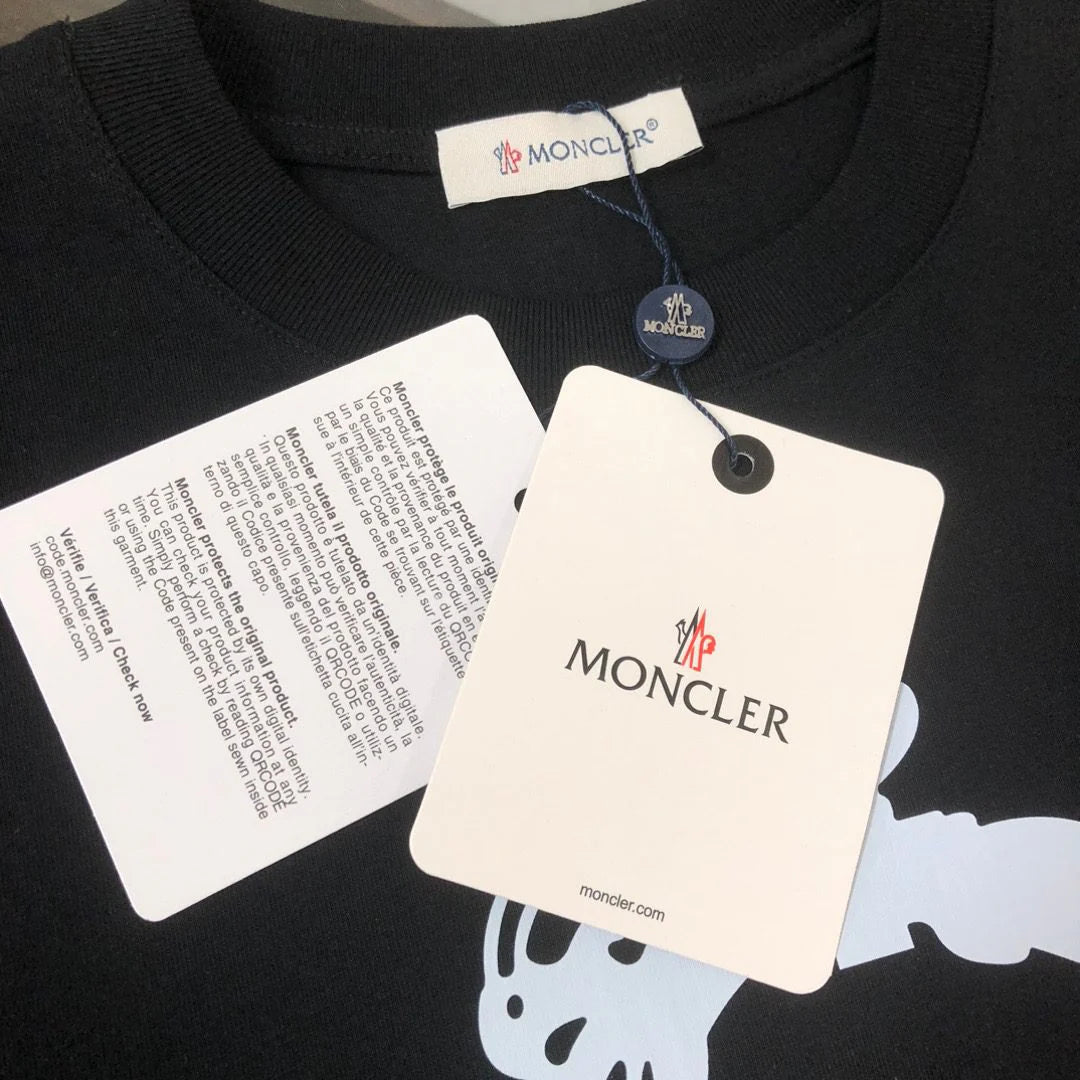 MONCLER®
MONCLER
MONCLER
moncler.com
Moncler protège le produit
Ce produit est protégé par une
Vous pouvez vérifier à tout moment
la qualité et la provenance du produit en
un simple contrôle par la lecture du QRCODE
par le biais du Code se trouvant sur l'étiquette
sue à l'intérieur de cette pièce.
Moncler tutela il prodotto originale.
Questo prodotto è tutelato da un'identità digitale.
In qualsiasi momento può verificare l'autenticità, la
qualità e la provenienza del prodotto facendo un
semplice controllo, leggendo il QRCODE o utiliz-
zando il Codice presente sull'etichetta cucita all'in-
terno di questo capo.
Moncler protects the original product.
This product is protected by its own digital identity.
You can check your product information at any
time. Simply perform a check by reading QRCODE
or using the Code present on the label sewn inside
this garment.
Vérifie / Verifica / Check now
code.moncler.com
info@moncler.com